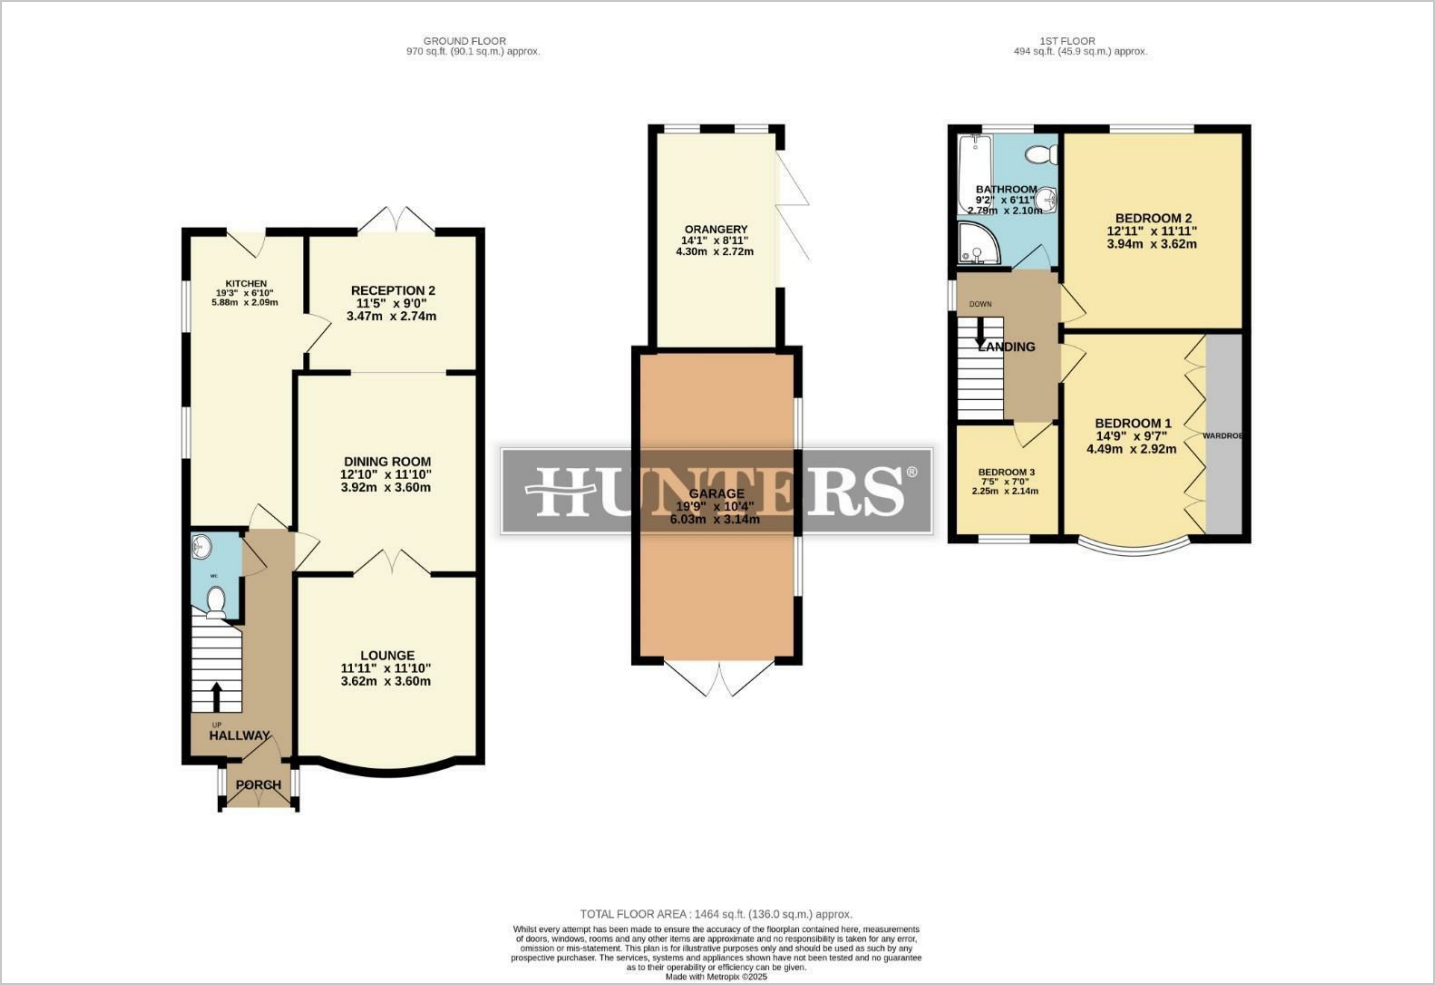 GROUND FLOOR
970 sq.ft. (90.1 sq.m.) approx.
1ST FLOOR
494 sq.ft. (45.9 sq.m.) approx.
KITCHEN
19'3" x 6'10"
5.88m x 2.09m
RECEPTION 2
11'5" x 9'0"
3.47m x 2.74m
DINING ROOM
12'10" x 11'10"
3.92m x 3.60m
WC
LOUNGE
11'11" x 11'10"
3.62m x 3.60m
UP
HALLWAY
PORCH
ORANGERY
14'1" x 8'11"
4.30m x 2.72m
HUNTERS®
GARAGE
19'9" x 10'4"
6.03m x 3.14m
BATHROOM
9'2" x 6'11"
2.79m x 2.10m
BEDROOM 2
12'11" x 11'11"
3.94m x 3.62m
DOWN
LANDING
BEDROOM 1
14'9" x 9'7"
4.49m x 2.92m
WARDROBE
BEDROOM 3
7'5" x 7'0"
2.25m x 2.14m
TOTAL FLOOR AREA : 1464 sq.ft. (136.0 sq.m.) approx.
Whilst every attempt has been made to ensure the accuracy of the floorplan contained here, measurements
of doors, windows, rooms and any other items are approximate and no responsibility is taken for any error,
omission or mis-statement. This plan is for illustrative purposes only and should be used as such by any
prospective purchaser. The services, systems and appliances shown have not been tested and no guarantee
as to their operability or efficiency can be given.
Made with Metropix ©2025